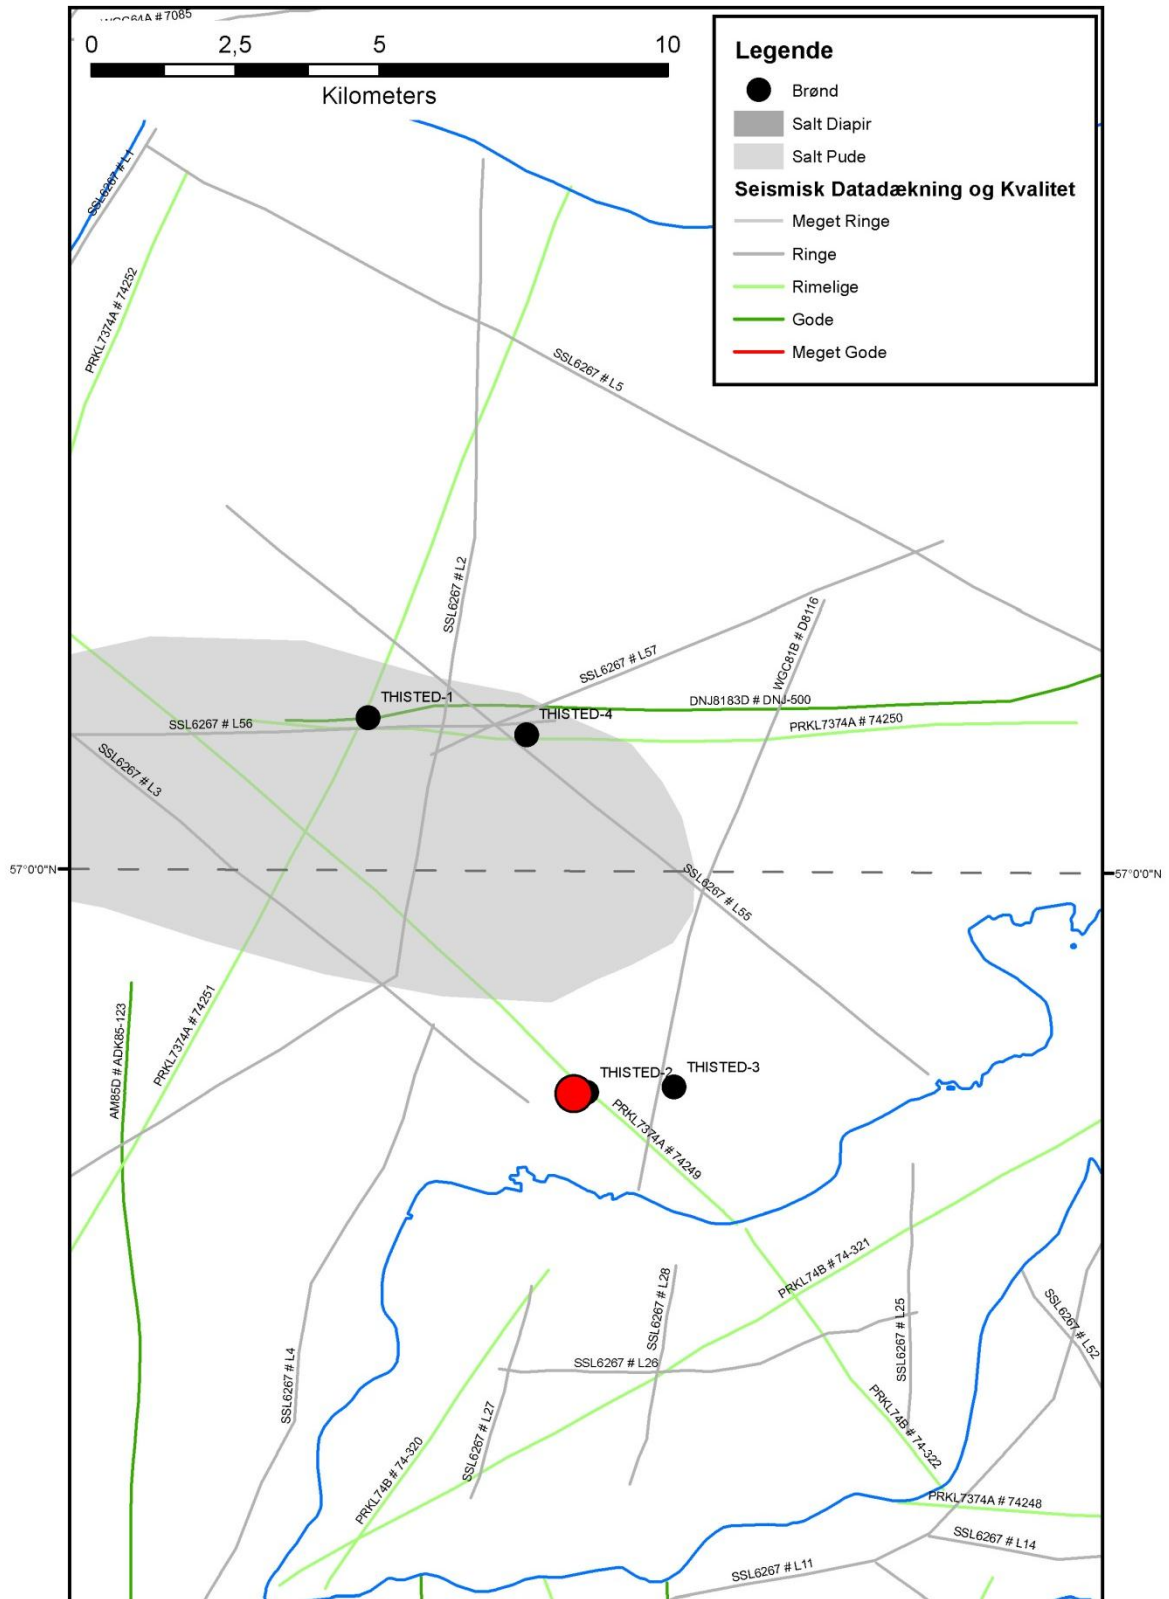 WGC64A # 7085
0 2,5 5 10
Kilometers
Legende
Brønd
Salt Diapir
Salt Pude
Seismisk Datadækning og Kvalitet
Meget Ringe
Ringe
Rimelige
Gode
Meget Gode
SSL6267 # L1
PRKL7374A # 74252
SSL6267 # L5
SSL6267 # L2
WGC81B # D8116
SSL6267 # L57
THISTED-1
DNJ8183D # DNJ-500
THISTED-4
SSL6267 # L56
PRKL7374A # 74250
SSL6267 # L3
57°0'0"N
57°0'0"N
SSL6267 # L55
PRKL7374A # 74251
AM85D # ADK85-123
THISTED-2
THISTED-3
PRKL7374A # 74249
PRKL74B # 74-321
SSL6267 # L28
SSL6267 # L25
SSL6267 # L52
SSL6267 # L26
SSL6267 # L4
SSL6267 # L27
PRKL74B # 74-322
PRKL74B # 74-320
PRKL7374A # 74248
SSL6267 # L14
SSL6267 # L11